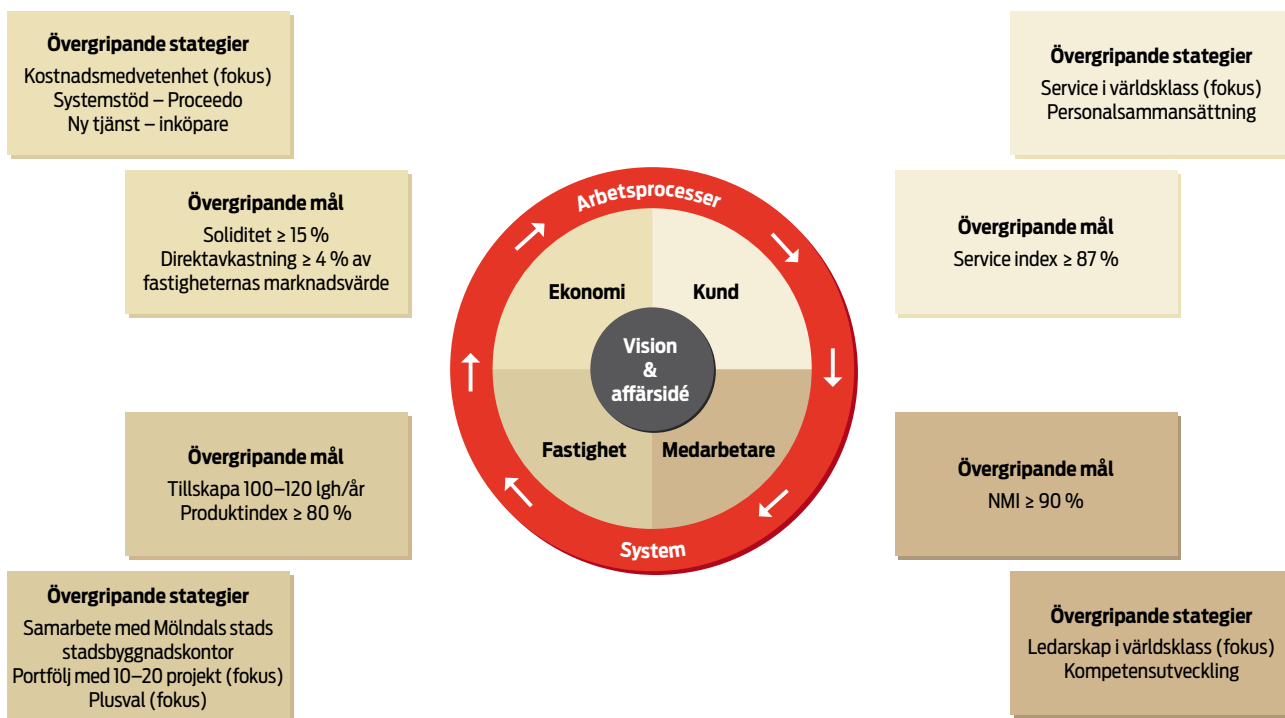 Övergripande stategier
Kostnadsmedvetenhet (fokus)
Systemstöd – Proceedo
Ny tjänst – inköpare
Övergripande stategier
Service i världsklass (fokus)
Personalsammansättning
Övergripande mål
Soliditet ≥ 15 %
Direktavkastning ≥ 4 % av
fastigheternas marknadsvärde
Arbetsprocesser
Övergripande mål
Service index ≥ 87 %
Ekonomi
Kund
Vision
&
affärsidé
Fastighet
Medarbetare
System
Övergripande mål
Tillskapa 100–120 lgh/år
Produktindex ≥ 80 %
Övergripande mål
NMI ≥ 90 %
Övergripande stategier
Samarbete med Mölndals stads
stadsbyggnadskontor
Portfölj med 10–20 projekt (fokus)
Plusval (fokus)
Övergripande stategier
Ledarskap i världsklass (fokus)
Kompetensutveckling